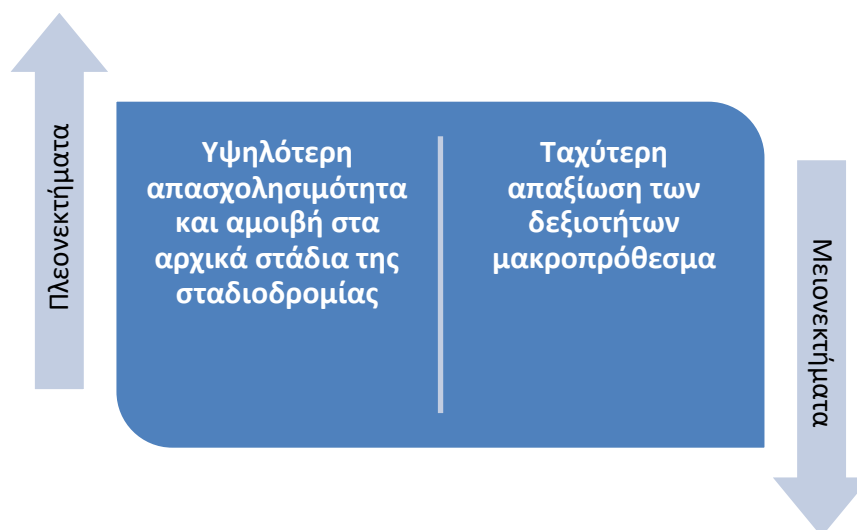 Πλεονεκτήματα
Υψηλότερη
απασχολησιμότητα
και αμοιβή στα
αρχικά στάδια της
σταδιοδρομίας
Ταχύτερη
απαξίωση των
δεξιοτήτων
μακροπρόθεσμα
Μειονεκτήματα